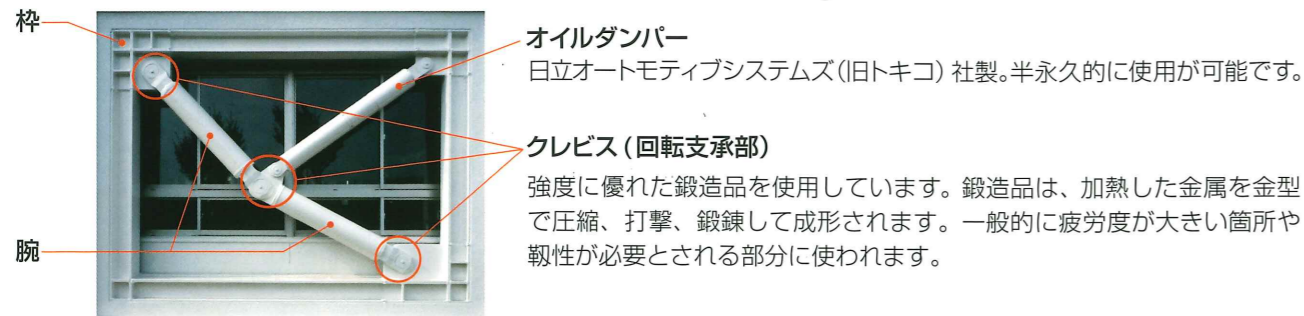 枠
腕
オイルダンパー
日立オートモティブシステムズ(旧トキコ) 社製。半永久的に使用が可能です。
クレビス (回転支承部)
強度に優れた鍛造品を使用しています。鍛造品は、加熱した金属を金型
で圧縮、打撃、鍛錬して成形されます。一般的に疲労度が大きい箇所や
靱性が必要とされる部分に使われます。